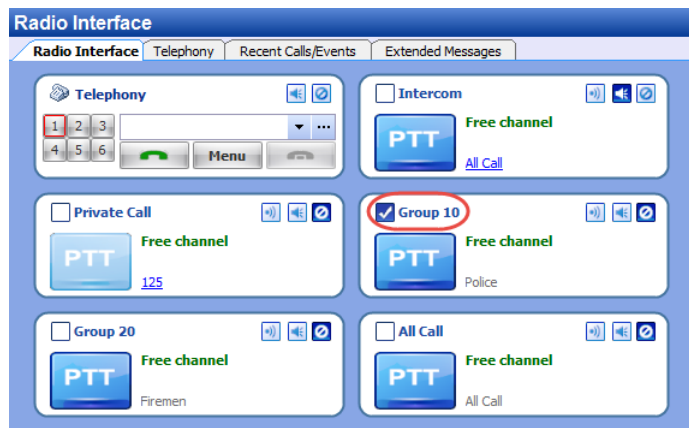 Radio Interface
Radio Interface Telephony Recent Calls/Events Extended Messages
Telephony
1 2 3
4 5 6 Menu
Intercom
PTT Free channel
All Call
Private Call
PTT Free channel
125
Group 10
PTT Free channel
Police
Group 20
PTT Free channel
Firemen
All Call
PTT Free channel
All Call